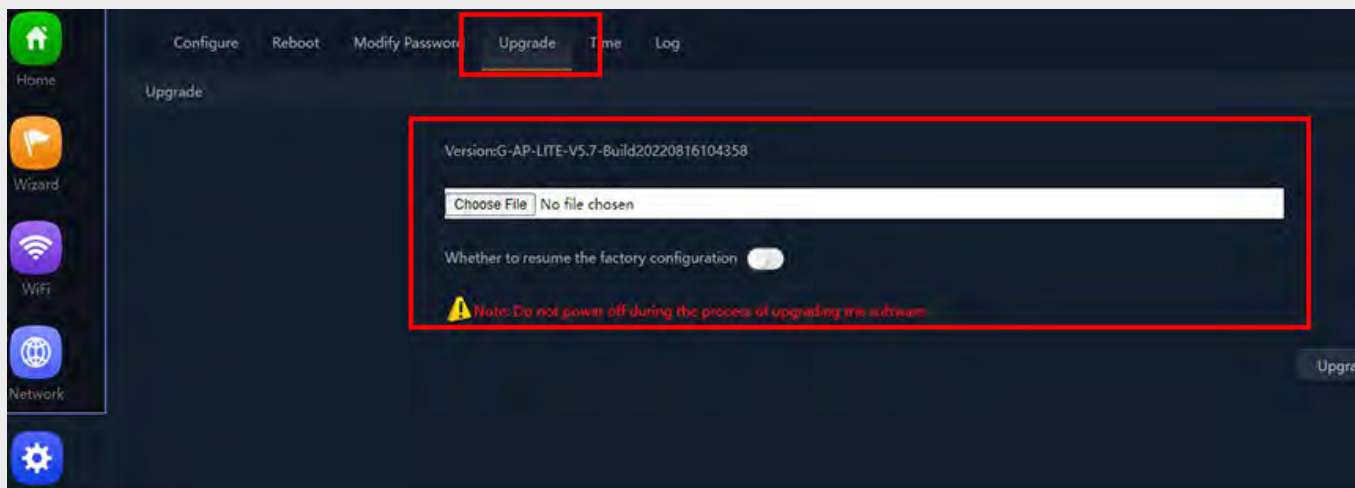 Home
Wizard
WiFi
Network
Configure Reboot Modify Password Upgrade Time Log
Upgrade
Version:G-AP-LITE-V5.7-Build20220816104358
Choose File No file chosen
Whether to resume the factory configuration
Note: Do not power off during the process of upgrading the software
Upgra